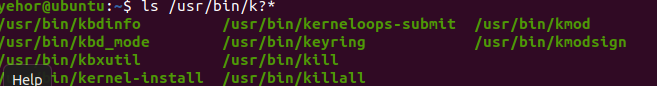 yehor@ubuntu:~$ ls /usr/bin/k?*
/usr/bin/kbdinfo /usr/bin/kerneloops-submit /usr/bin/kmod
/usr/bin/kbd_mode /usr/bin/keyring /usr/bin/kmodsign
/usr/bin/kbxutil /usr/bin/kill
Help in/kernel-install /usr/bin/killall